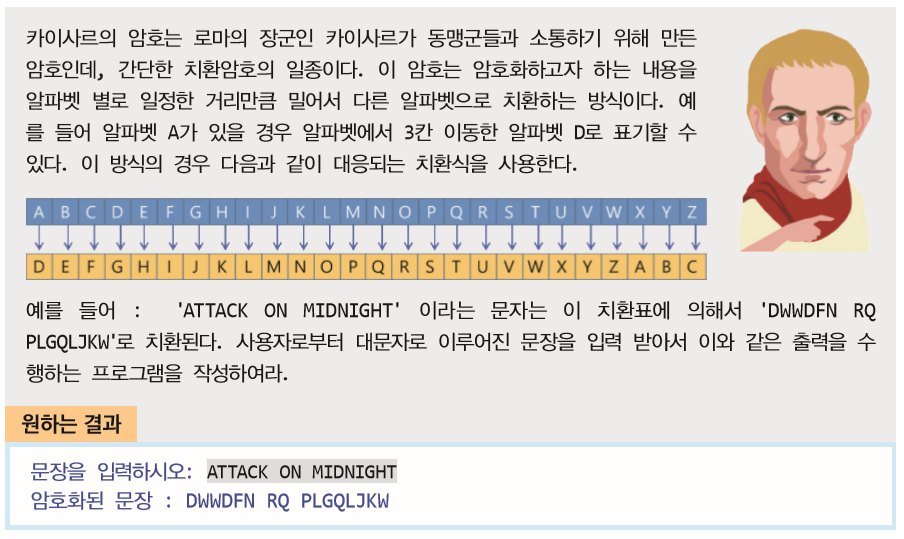 카이사르의 암호는 로마의 장군인 카이사르가 동맹군들과 소통하기 위해 만든
암호인데, 간단한 치환암호의 일종이다. 이 암호는 암호화하고자 하는 내용을
알파벳 별로 일정한 거리만큼 밀어서 다른 알파벳으로 치환하는 방식이다. 예
를 들어 알파벳 A가 있을 경우 알파벳에서 3칸 이동한 알파벳 D로 표기할 수
있다. 이 방식의 경우 다음과 같이 대응되는 치환식을 사용한다.
A B C D E F G H I J K L M N O P Q R S T U V W X Y Z
D E F G H I J K L M N O P Q R S T U V W X Y Z A B C
예를 들어 : 'ATTACK ON MIDNIGHT' 이라는 문자는 이 치환표에 의해서 'DWWDFN RQ
PLGQLJKW'로 치환된다. 사용자로부터 대문자로 이루어진 문장을 입력 받아서 이와 같은 출력을 수
행하는 프로그램을 작성하여라.
원하는 결과
문장을 입력하시오: ATTACK ON MIDNIGHT
암호화된 문장 : DWWDFN RQ PLGQLJKW